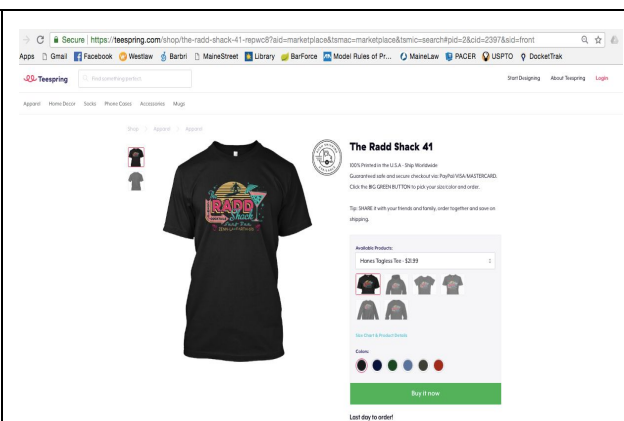 Secure | https://teespring.com/shop/the-radd-shack-41-repwc8?aid=marketplace&tsmac=marketplace&tsmic=search#pid=2&cid=2397&sid=front
Apps Gmail Facebook Westlaw Barbri MaineStreet Library BarForce Model Rules of Pr... MaineLaw PACER USPTO DocketTrak
Teespring Find something perfect Start Designing About Teespring Login
Apparel Home Decor Socks Phone Cases Accessories Mugs
Shop Apparel Apparel
The Radd Shack 41
100% Printed in the U.S.A - Ship Worldwide
Guaranteed safe and secure checkout via: PayPal/VISA/MASTERCARD.
Click the BIG GREEN BUTTON to pick your size/color and order.
Tip: SHARE it with your friends and family, order together and save on
shipping.
Available Products:
Hanes Tagless Tee - $21.99
Size Chart & Product Details
Colors:
Buy it now
Last day to order!
RADD
Shack